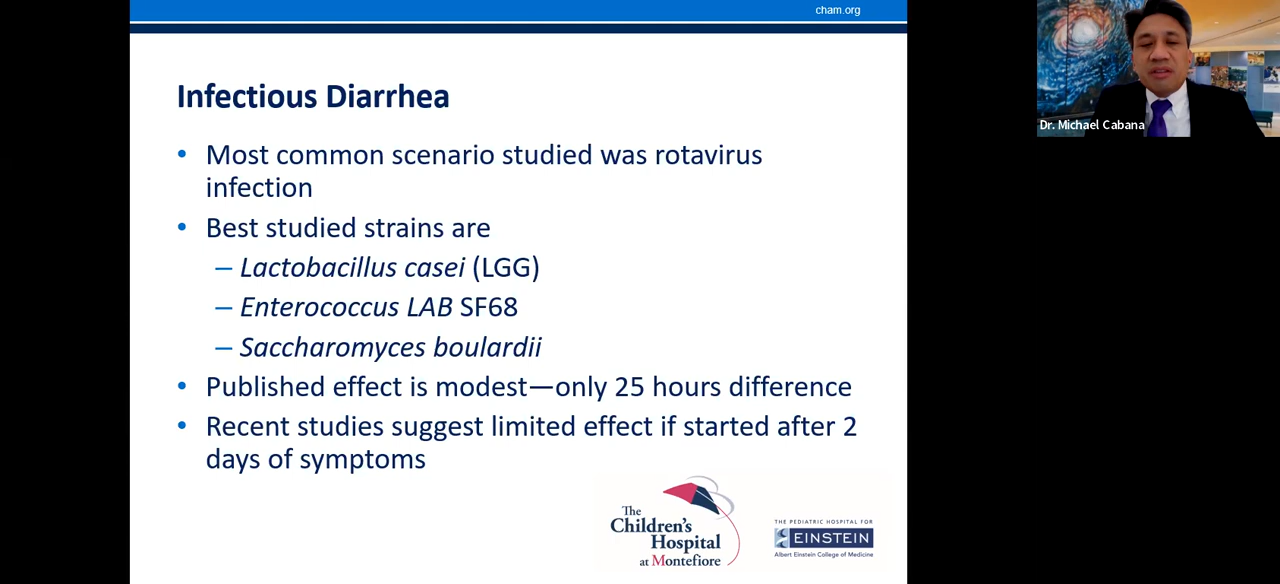 cham.org
Dr. Michael Cabana
Infectious Diarrhea
• Most common scenario studied was rotavirus
infection
• Best studied strains are
– Lactobacillus casei (LGG)
– Enterococcus LAB SF68
– Saccharomyces boulardii
• Published effect is modest—only 25 hours difference
• Recent studies suggest limited effect if started after 2
days of symptoms
The
Children's
Hospital
at Montefiore
THE PEDIATRIC HOSPITAL FOR
EINSTEIN
Albert Einstein College of Medicine